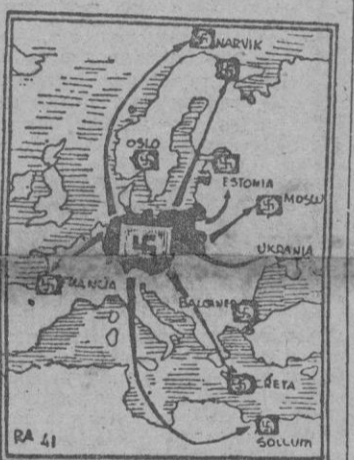 NARVIK
OSLO
ESTONIA
MOSCU
UKRANIA
FRANCIA
BALCANES
CRETA
SOLLUM
RA 41